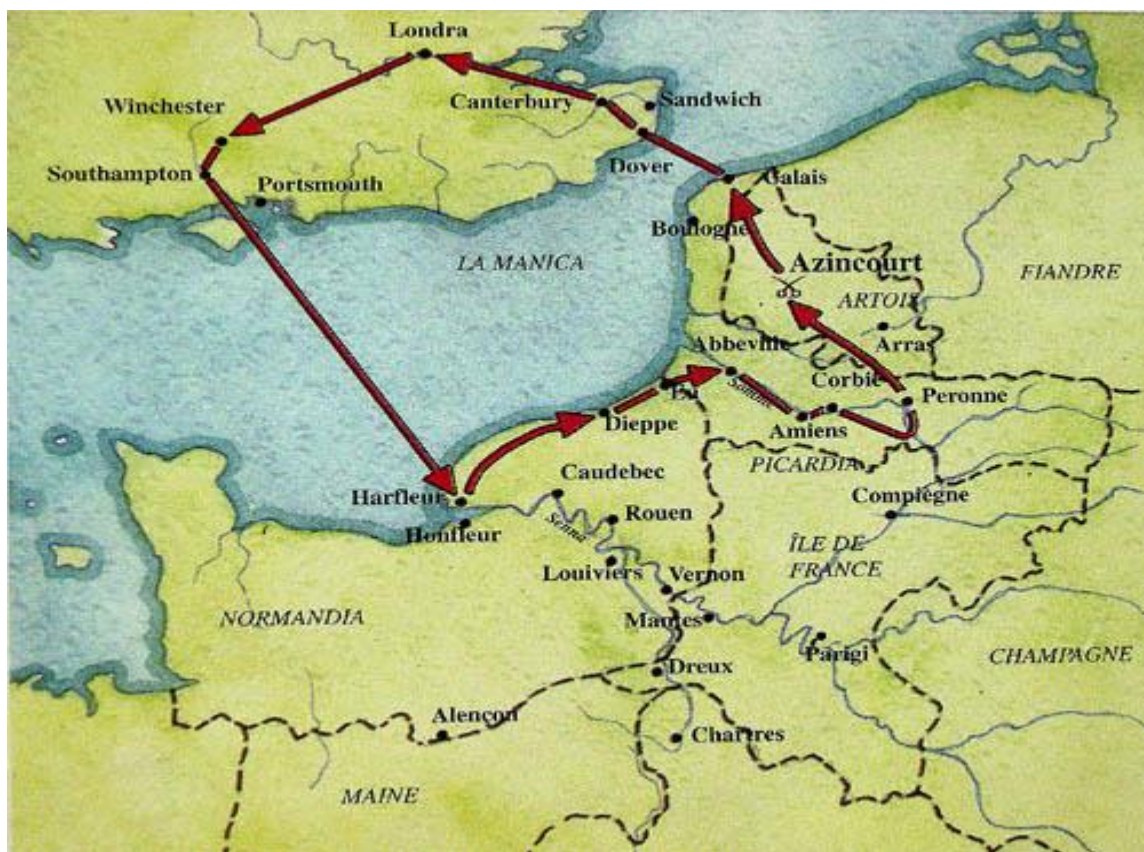 Londra
Winchester
Canterbury
Sandwich
Dover
Southampton
Portsmouth
Calais
Boulogne
LA MANICA
Azincourt
FIANDRE
ARTOIS
Abbeville
Arras
Corbie
Eu
Somme
Peronne
Dieppe
Amiens
PICARDIA
Caudebec
Harfleur
Compiègne
Honfleur
Senna
Rouen
ÎLE DE
FRANCE
Louiviers
Vernon
NORMANDIA
Mantes
Parigi
CHAMPAGNE
Dreux
Alençon
Chartres
MAINE